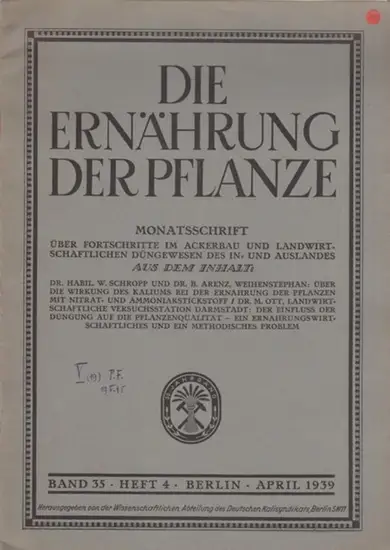 DIE
ERNÄHRUNG
DER PFLANZE
MONATSSCHRIFT
ÜBER FORTSCHRITTE IM ACKERBAU UND LANDWIRT-
SCHAFTLICHEN DÜNGEWESEN DES IN- UND AUSLANDES
AUS DEM INHALT:
DR. HABIL. W. SCHROPP UND DR. B. ARENZ, WEIHENSTEPHAN: ÜBER
DIE WIRKUNG DES KALIUMS BEI DER ERNÄHRUNG DER PFLANZEN
MIT NITRAT- UND AMMONIAKSTICKSTOFF / DR. M. OTT, LANDWIRT-
SCHAFTLICHE VERSUCHSSTATION DARMSTADT: DER EINFLUSS DER
DÜNGUNG AUF DIE PFLANZENQUALITÄT – EIN ERNÄHRUNGSWIRT-
SCHAFTLICHES UND EIN METHODISCHES PROBLEM
BAND 35 · HEFT 4 · BERLIN · APRIL 1939
Herausgegeben von der Wissenschaftlichen Abteilung des Deutschen Kalisyndikats, Berlin SW11